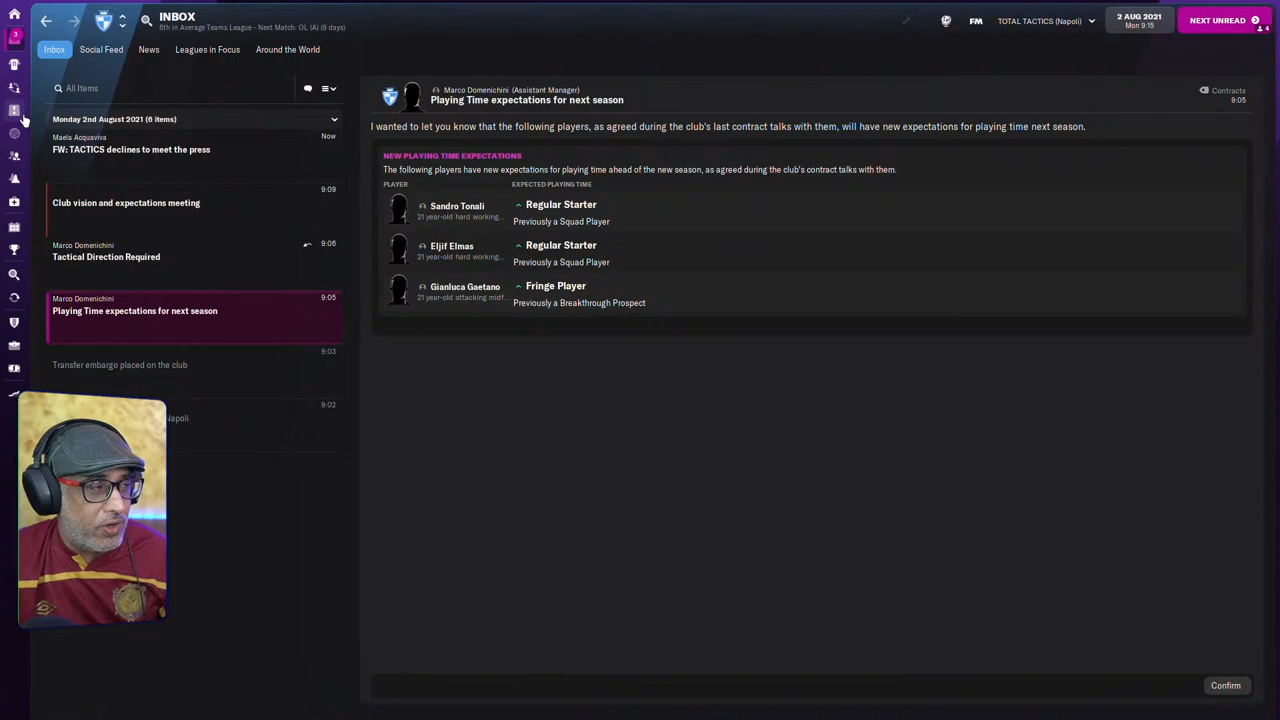 INBOX
6th in Average Teams League - Next Match: OL (A) (9 days)
FM
TOTAL TACTICS (Napoli)
2 AUG 2021
Mon 9:15
NEXT UNREAD
4
3
Inbox
Social Feed
News
Leagues in Focus
Around the World
All Items
Monday 2nd August 2021 (6 items)
Maela Acquaviva
Now
FW: TACTICS declines to meet the press
9:09
Club vision and expectations meeting
Marco Domenichini
9:06
Tactical Direction Required
Marco Domenichini
9:05
Playing Time expectations for next season
9:03
Transfer embargo placed on the club
9:02
Napoli
Marco Domenichini (Assistant Manager)
Playing Time expectations for next season
Contracts
9:05
I wanted to let you know that the following players, as agreed during the club's last contract talks with them, will have new expectations for playing time next season.
NEW PLAYING TIME EXPECTATIONS
The following players have new expectations for playing time ahead of the new season, as agreed during the club's contract talks with them.
PLAYER
EXPECTED PLAYING TIME
Sandro Tonali
21 year-old hard working...
Regular Starter
Previously a Squad Player
Eljif Elmas
21 year-old hard working...
Regular Starter
Previously a Squad Player
Gianluca Gaetano
21 year-old attacking midf...
Fringe Player
Previously a Breakthrough Prospect
Confirm